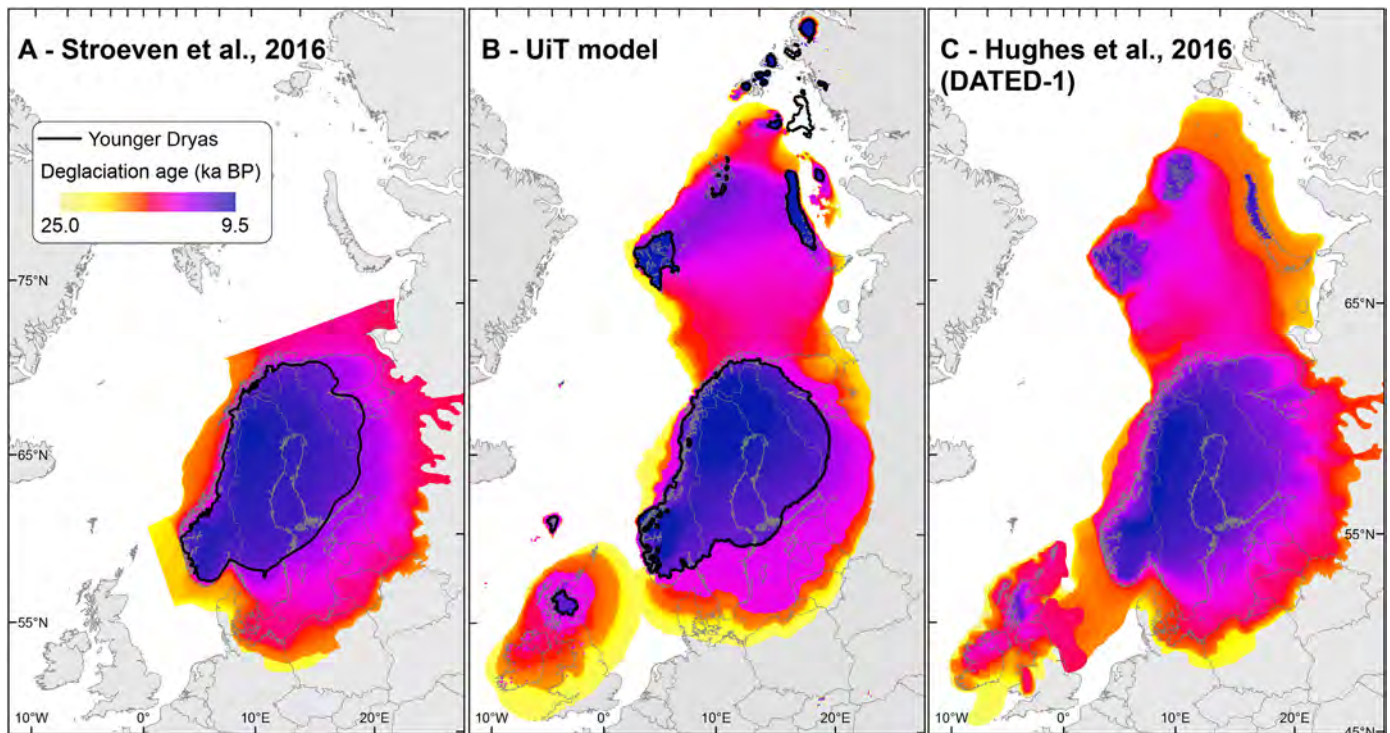 A - Stroeven et al., 2016
Younger Dryas
Deglaciation age (ka BP)
25.0 9.5
75°N
65°N
55°N
10°W 0° 10°E 20°E
B - UiT model
10°W 0° 10°E 20°E
C - Hughes et al., 2016
(DATED-1)
65°N
55°N
45°N
10°W 0° 10°E 20°E